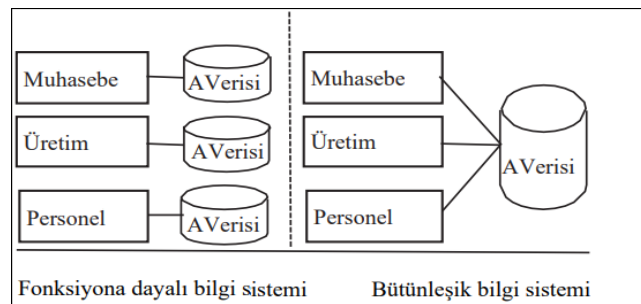 Muhasebe
AVerisi
Üretim
AVerisi
Personel
AVerisi
Fonksiyona dayalı bilgi sistemi
Muhasebe
Üretim
Personel
AVerisi
Bütünleşik bilgi sistemi